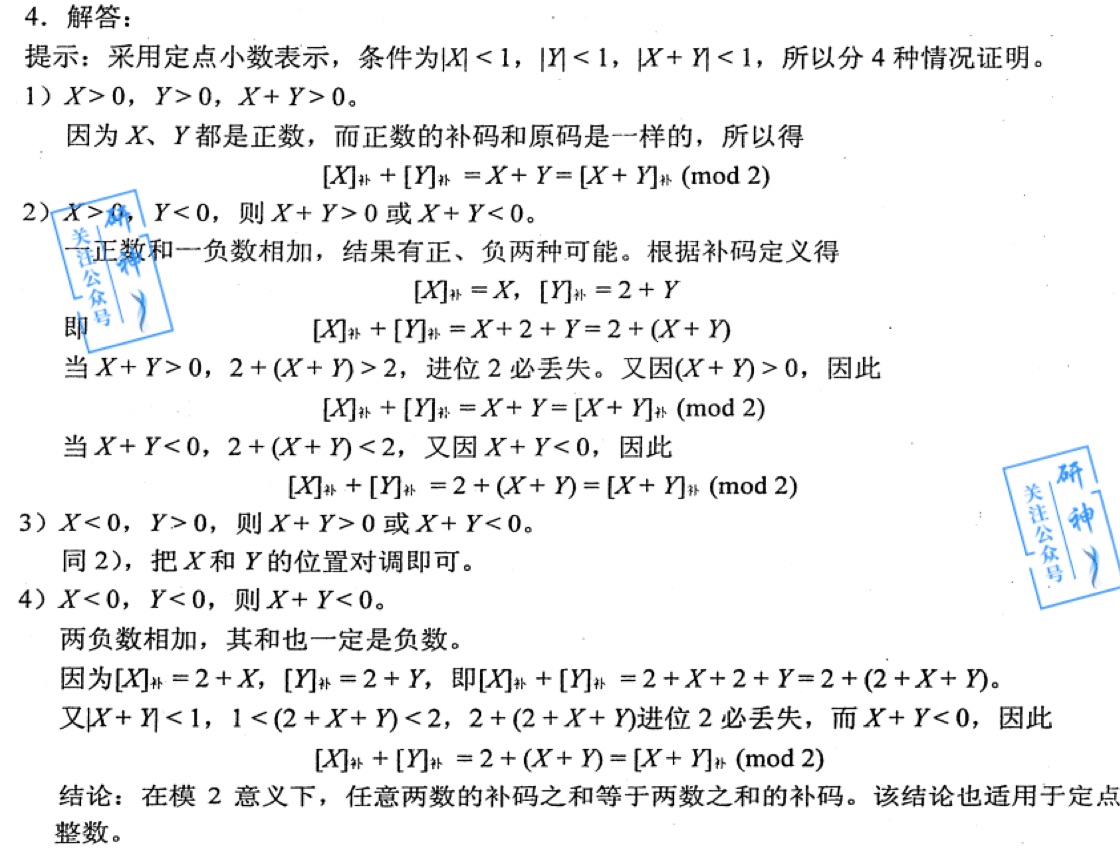 4．解答：
提示：采用定点小数表示，条件为|X| < 1，|Y| < 1，|X + Y| < 1，所以分 4 种情况证明。
1）X > 0，Y > 0，X + Y > 0。
因为 X、Y 都是正数，而正数的补码和原码是一样的，所以得
[X]补 + [Y]补 = X + Y = [X + Y]补 (mod 2)
2）X > 0，Y < 0，则 X + Y > 0 或 X + Y < 0。
一正数和一负数相加，结果有正、负两种可能。根据补码定义得
[X]补 = X，[Y]补 = 2 + Y
即 [X]补 + [Y]补 = X + 2 + Y = 2 + (X + Y)
当 X + Y > 0，2 + (X + Y) > 2，进位 2 必丢失。又因(X + Y) > 0，因此
[X]补 + [Y]补 = X + Y = [X + Y]补 (mod 2)
当 X + Y < 0，2 + (X + Y) < 2，又因 X + Y < 0，因此
[X]补 + [Y]补 = 2 + (X + Y) = [X + Y]补 (mod 2)
3）X < 0，Y > 0，则 X + Y > 0 或 X + Y < 0。
同 2），把 X 和 Y 的位置对调即可。
4）X < 0，Y < 0，则 X + Y < 0。
两负数相加，其和也一定是负数。
因为[X]补 = 2 + X，[Y]补 = 2 + Y，即[X]补 + [Y]补 = 2 + X + 2 + Y = 2 + (2 + X + Y)。
又|X + Y| < 1，1 < (2 + X + Y) < 2，2 + (2 + X + Y)进位 2 必丢失，而 X + Y < 0，因此
[X]补 + [Y]补 = 2 + (X + Y) = [X + Y]补 (mod 2)
结论：在模 2 意义下，任意两数的补码之和等于两数之和的补码。该结论也适用于定点
整数。
关注公众号
研神
关注公众号
研神